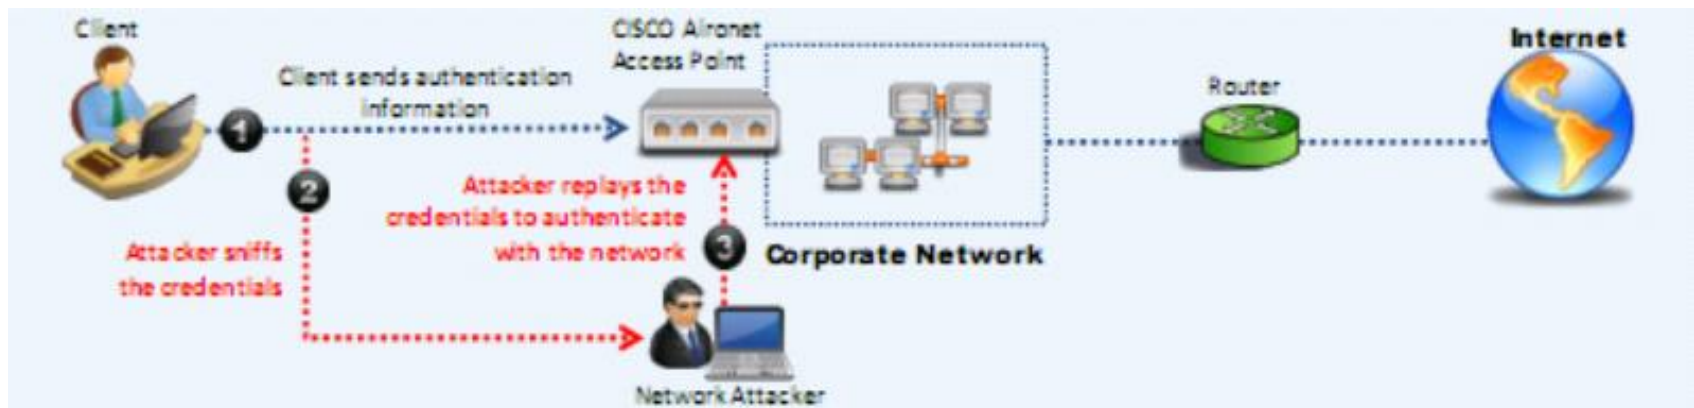 Client
CISCO Aironet
Access Point
Internet
Client sends authentication
information
Router
1
2
Attacker replays the
credentials to authenticate
with the network
3
Attacker sniffs
the credentials
Corporate Network
Network Attacker